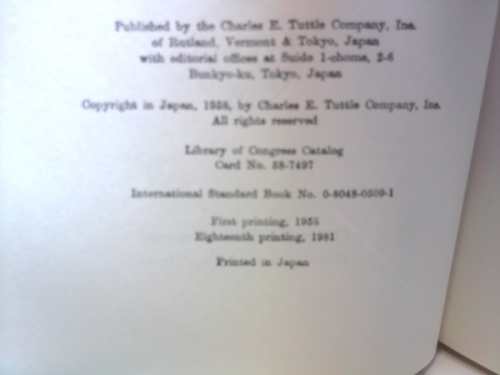 Published by the Charles E. Tuttle Company, Inc.
of Rutland, Vermont & Tokyo, Japan
with editorial offices at Suido 1-chome, 2-6
Bunkyo-ku, Tokyo, Japan
Copyright in Japan, 1958, by Charles E. Tuttle Company, Inc.
All rights reserved
Library of Congress Catalog
Card No. 58-7497
International Standard Book No. 0-8048-0509-1
First printing, 1958
Eighteenth printing, 1981
Printed in Japan